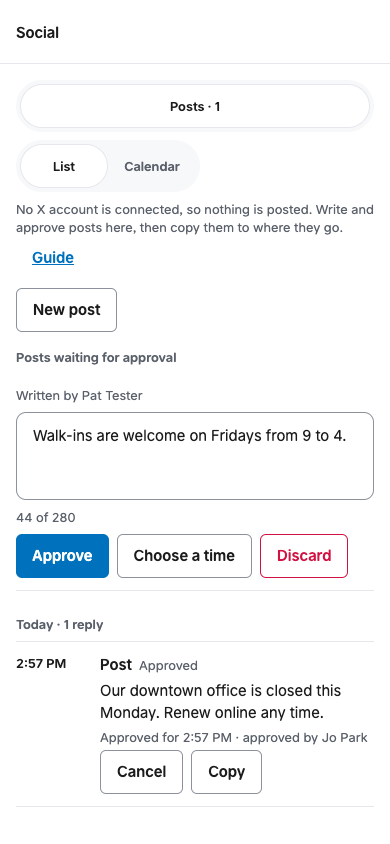 Social
Posts · 1
List
Calendar
No X account is connected, so nothing is posted. Write and
approve posts here, then copy them to where they go.
Guide
New post
Posts waiting for approval
Written by Pat Tester
Walk-ins are welcome on Fridays from 9 to 4.
44 of 280
Approve
Choose a time
Discard
Today · 1 reply
2:57 PM
Post Approved
Our downtown office is closed this
Monday. Renew online any time.
Approved for 2:57 PM · approved by Jo Park
Cancel
Copy